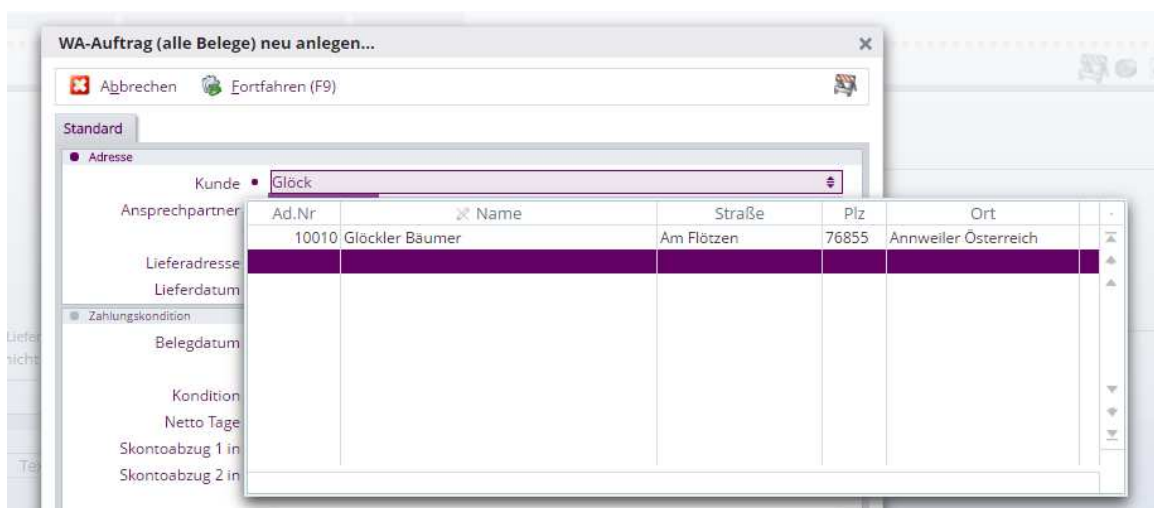 WA-Auftrag (alle Belege) neu anlegen...
Abbrechen Fortfahren (F9)
Standard
Adresse
Kunde Glöck
Ansprechpartner
Ad.Nr Name Straße Plz Ort
10010 Glöckler Bäumer Am Flötzen 76855 Annweiler Österreich
Lieferadresse
Lieferdatum
Zahlungskondition
Liefer
Belegdatum
nicht
Kondition
Netto Tage
Skontoabzug 1 in
Skontoabzug 2 in